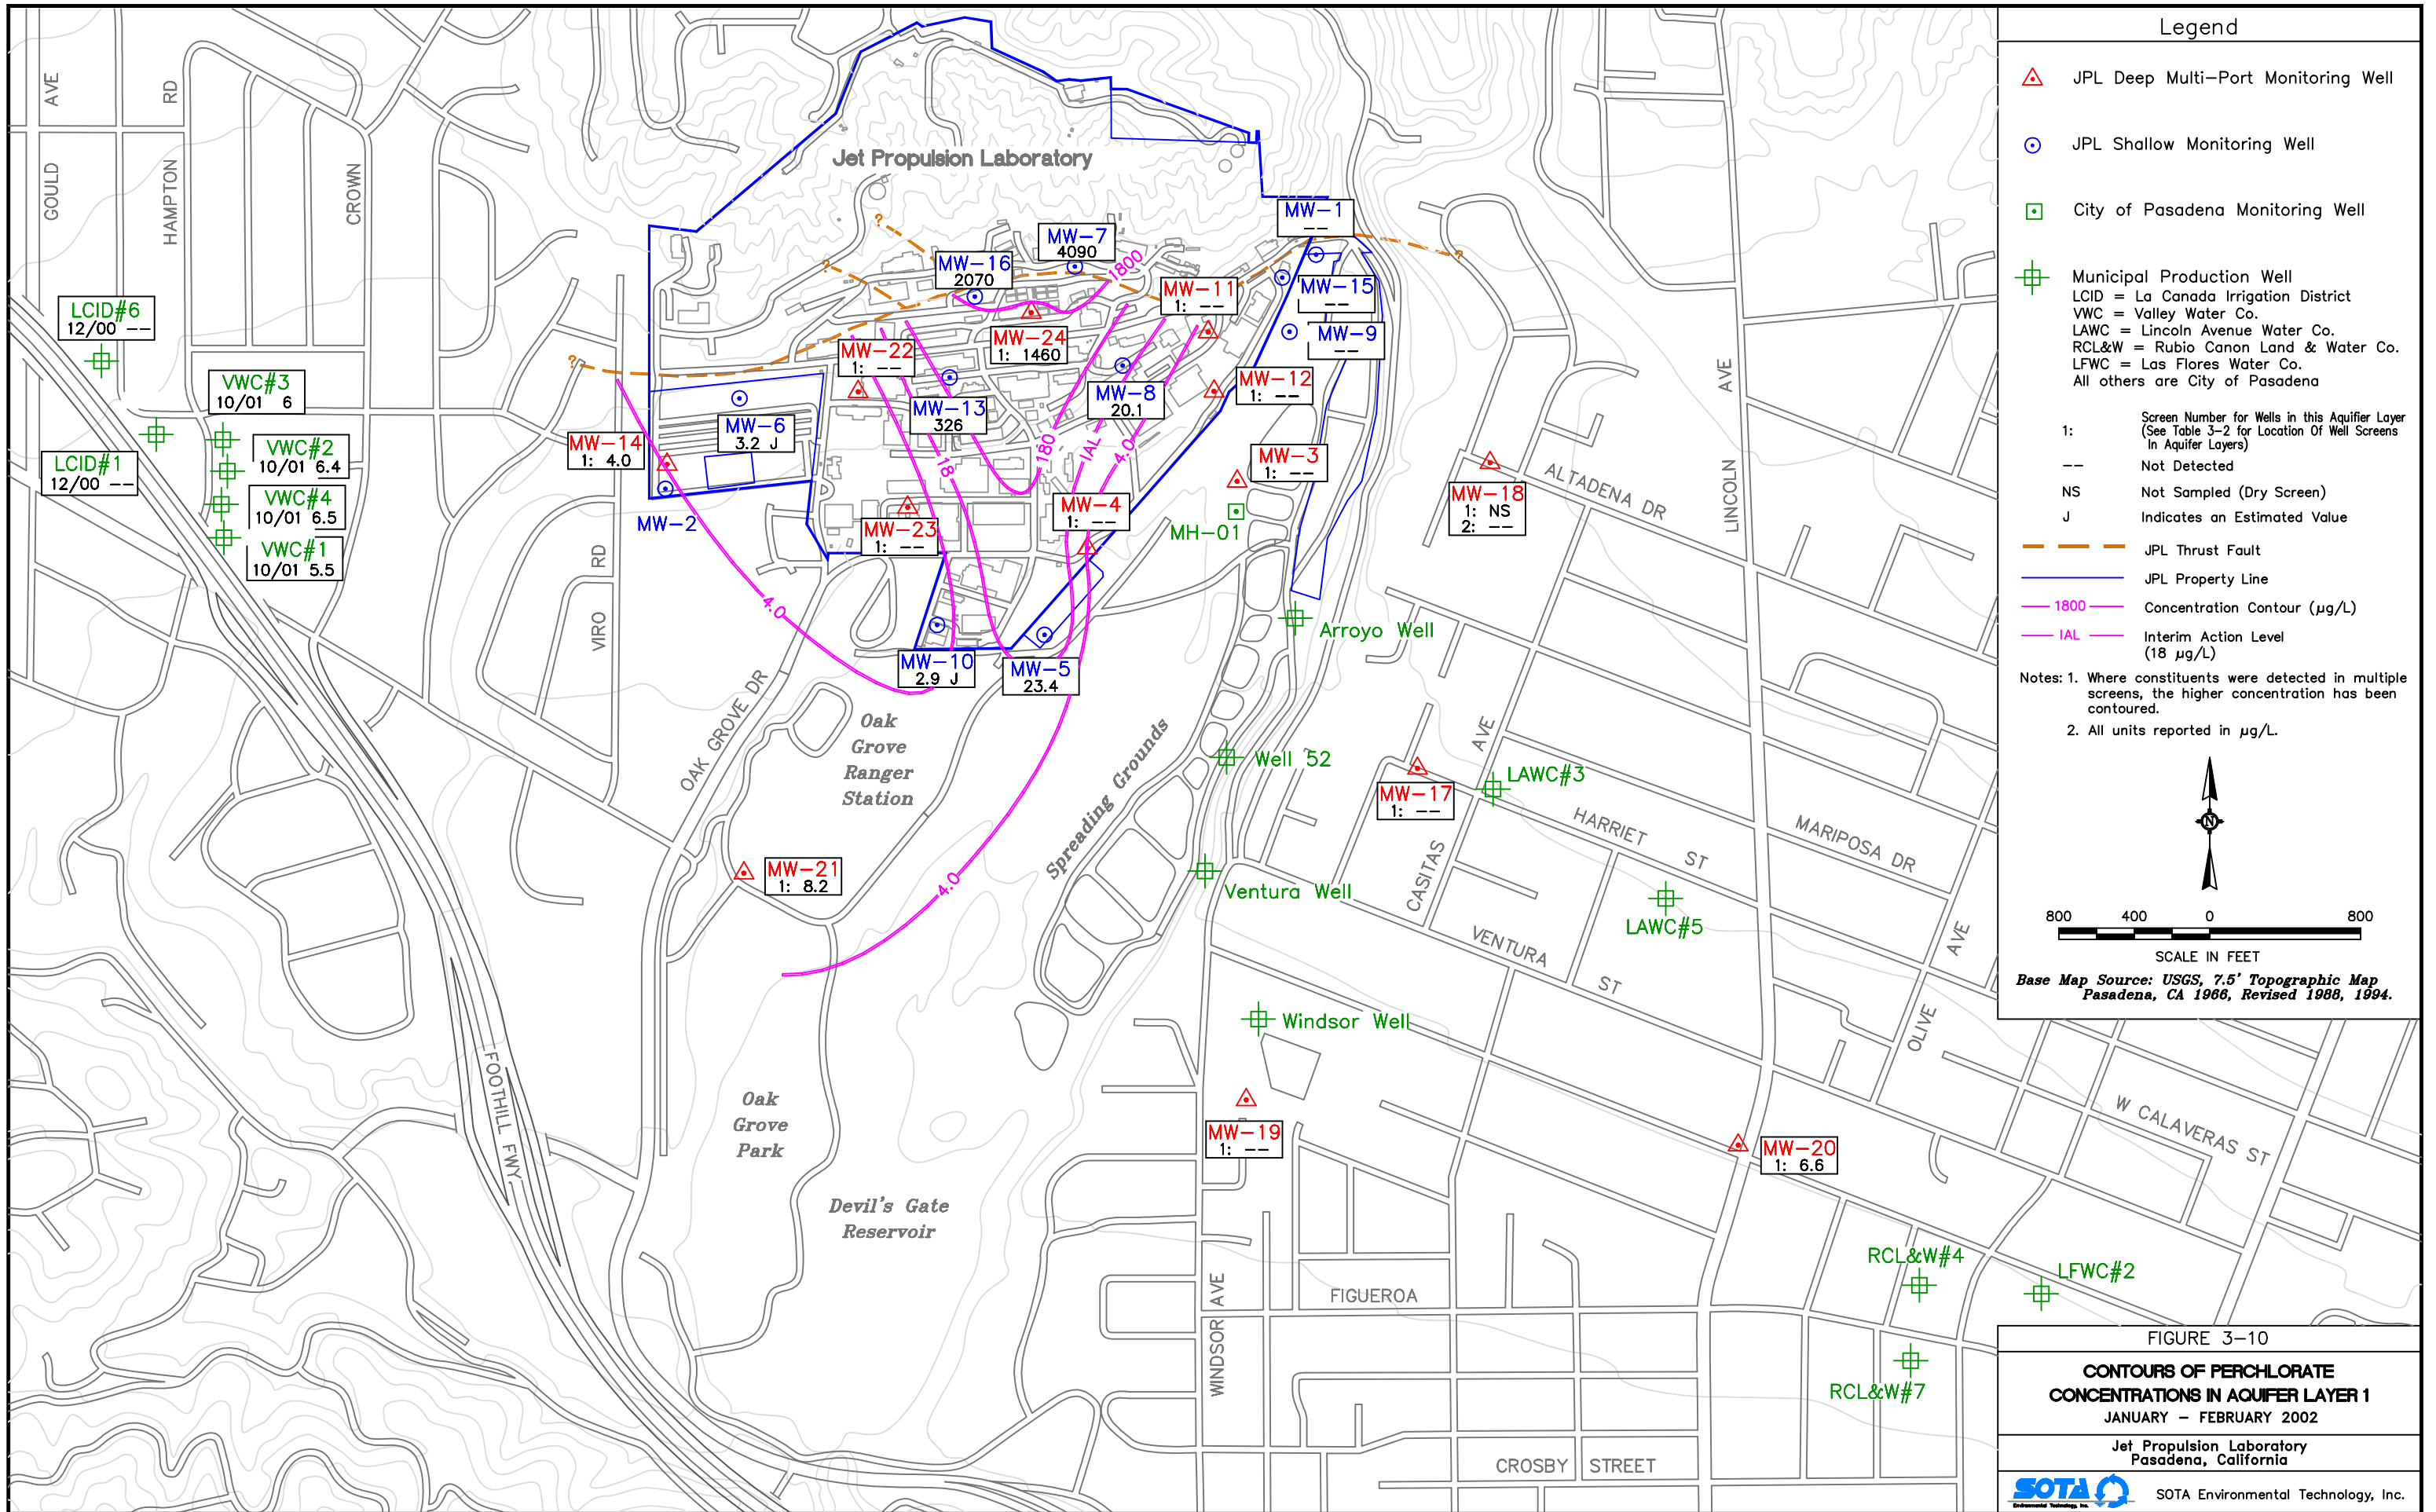 Legend
JPL Deep Multi-Port Monitoring Well
JPL Shallow Monitoring Well
City of Pasadena Monitoring Well
Municipal Production Well
LCID = La Canada Irrigation District
VWC = Valley Water Co.
LAWC = Lincoln Avenue Water Co.
RCL&W = Rubio Canon Land & Water Co.
LFWC = Las Flores Water Co.
All others are City of Pasadena
1:
Screen Number for Wells in this Aquifier Layer
(See Table 3-2 for Location Of Well Screens
In Aquifer Layers)
-- Not Detected
NS Not Sampled (Dry Screen)
J Indicates an Estimated Value
JPL Thrust Fault
JPL Property Line
1800 Concentration Contour (µg/L)
IAL Interim Action Level
(18 µg/L)
Notes: 1. Where constituents were detected in multiple
screens, the higher concentration has been
contoured.
2. All units reported in µg/L.
N
800 400 0 800
SCALE IN FEET
Base Map Source: USGS, 7.5' Topographic Map
Pasadena, CA 1966, Revised 1988, 1994.
FIGURE 3-10
CONTOURS OF PERCHLORATE
CONCENTRATIONS IN AQUIFER LAYER 1
JANUARY - FEBRUARY 2002
Jet Propulsion Laboratory
Pasadena, California
SOTA
Environmental Technology, Inc.
SOTA Environmental Technology, Inc.
GOULD AVE
HAMPTON RD
CROWN
Jet Propulsion Laboratory
MW-1
--
MW-7
4090
MW-16
2070
1800
?
?
?
?
MW-11
1: --
MW-15
--
MW-9
--
MW-24
1: 1460
MW-22
1: --
MW-13
326
MW-8
20.1
MW-12
1: --
MW-6
3.2 J
MW-14
1: 4.0
MW-2
MW-3
1: --
MH-01
MW-4
1: --
MW-23
1: --
18
180
IAL
4.0
4.0
4.0
MW-10
2.9 J
MW-5
23.4
MW-18
1: NS
2: --
MW-17
1: --
MW-21
1: 8.2
MW-19
1: --
MW-20
1: 6.6
LCID#6
12/00 --
VWC#3
10/01 6
VWC#2
10/01 6.4
LCID#1
12/00 --
VWC#4
10/01 6.5
VWC#1
10/01 5.5
Arroyo Well
Well 52
Ventura Well
Windsor Well
LAWC#3
LAWC#5
RCL&W#4
LFWC#2
RCL&W#7
VIRO RD
OAK GROVE DR
Oak
Grove
Ranger
Station
Spreading Grounds
Oak
Grove
Park
Devil's Gate
Reservoir
FOOTHILL FWY
ALTADENA DR
LINCOLN AVE
CASITAS AVE
HARRIET ST
MARIPOSA DR
VENTURA ST
OLIVE AVE
W CALAVERAS ST
WINDSOR AVE
FIGUEROA
CROSBY STREET